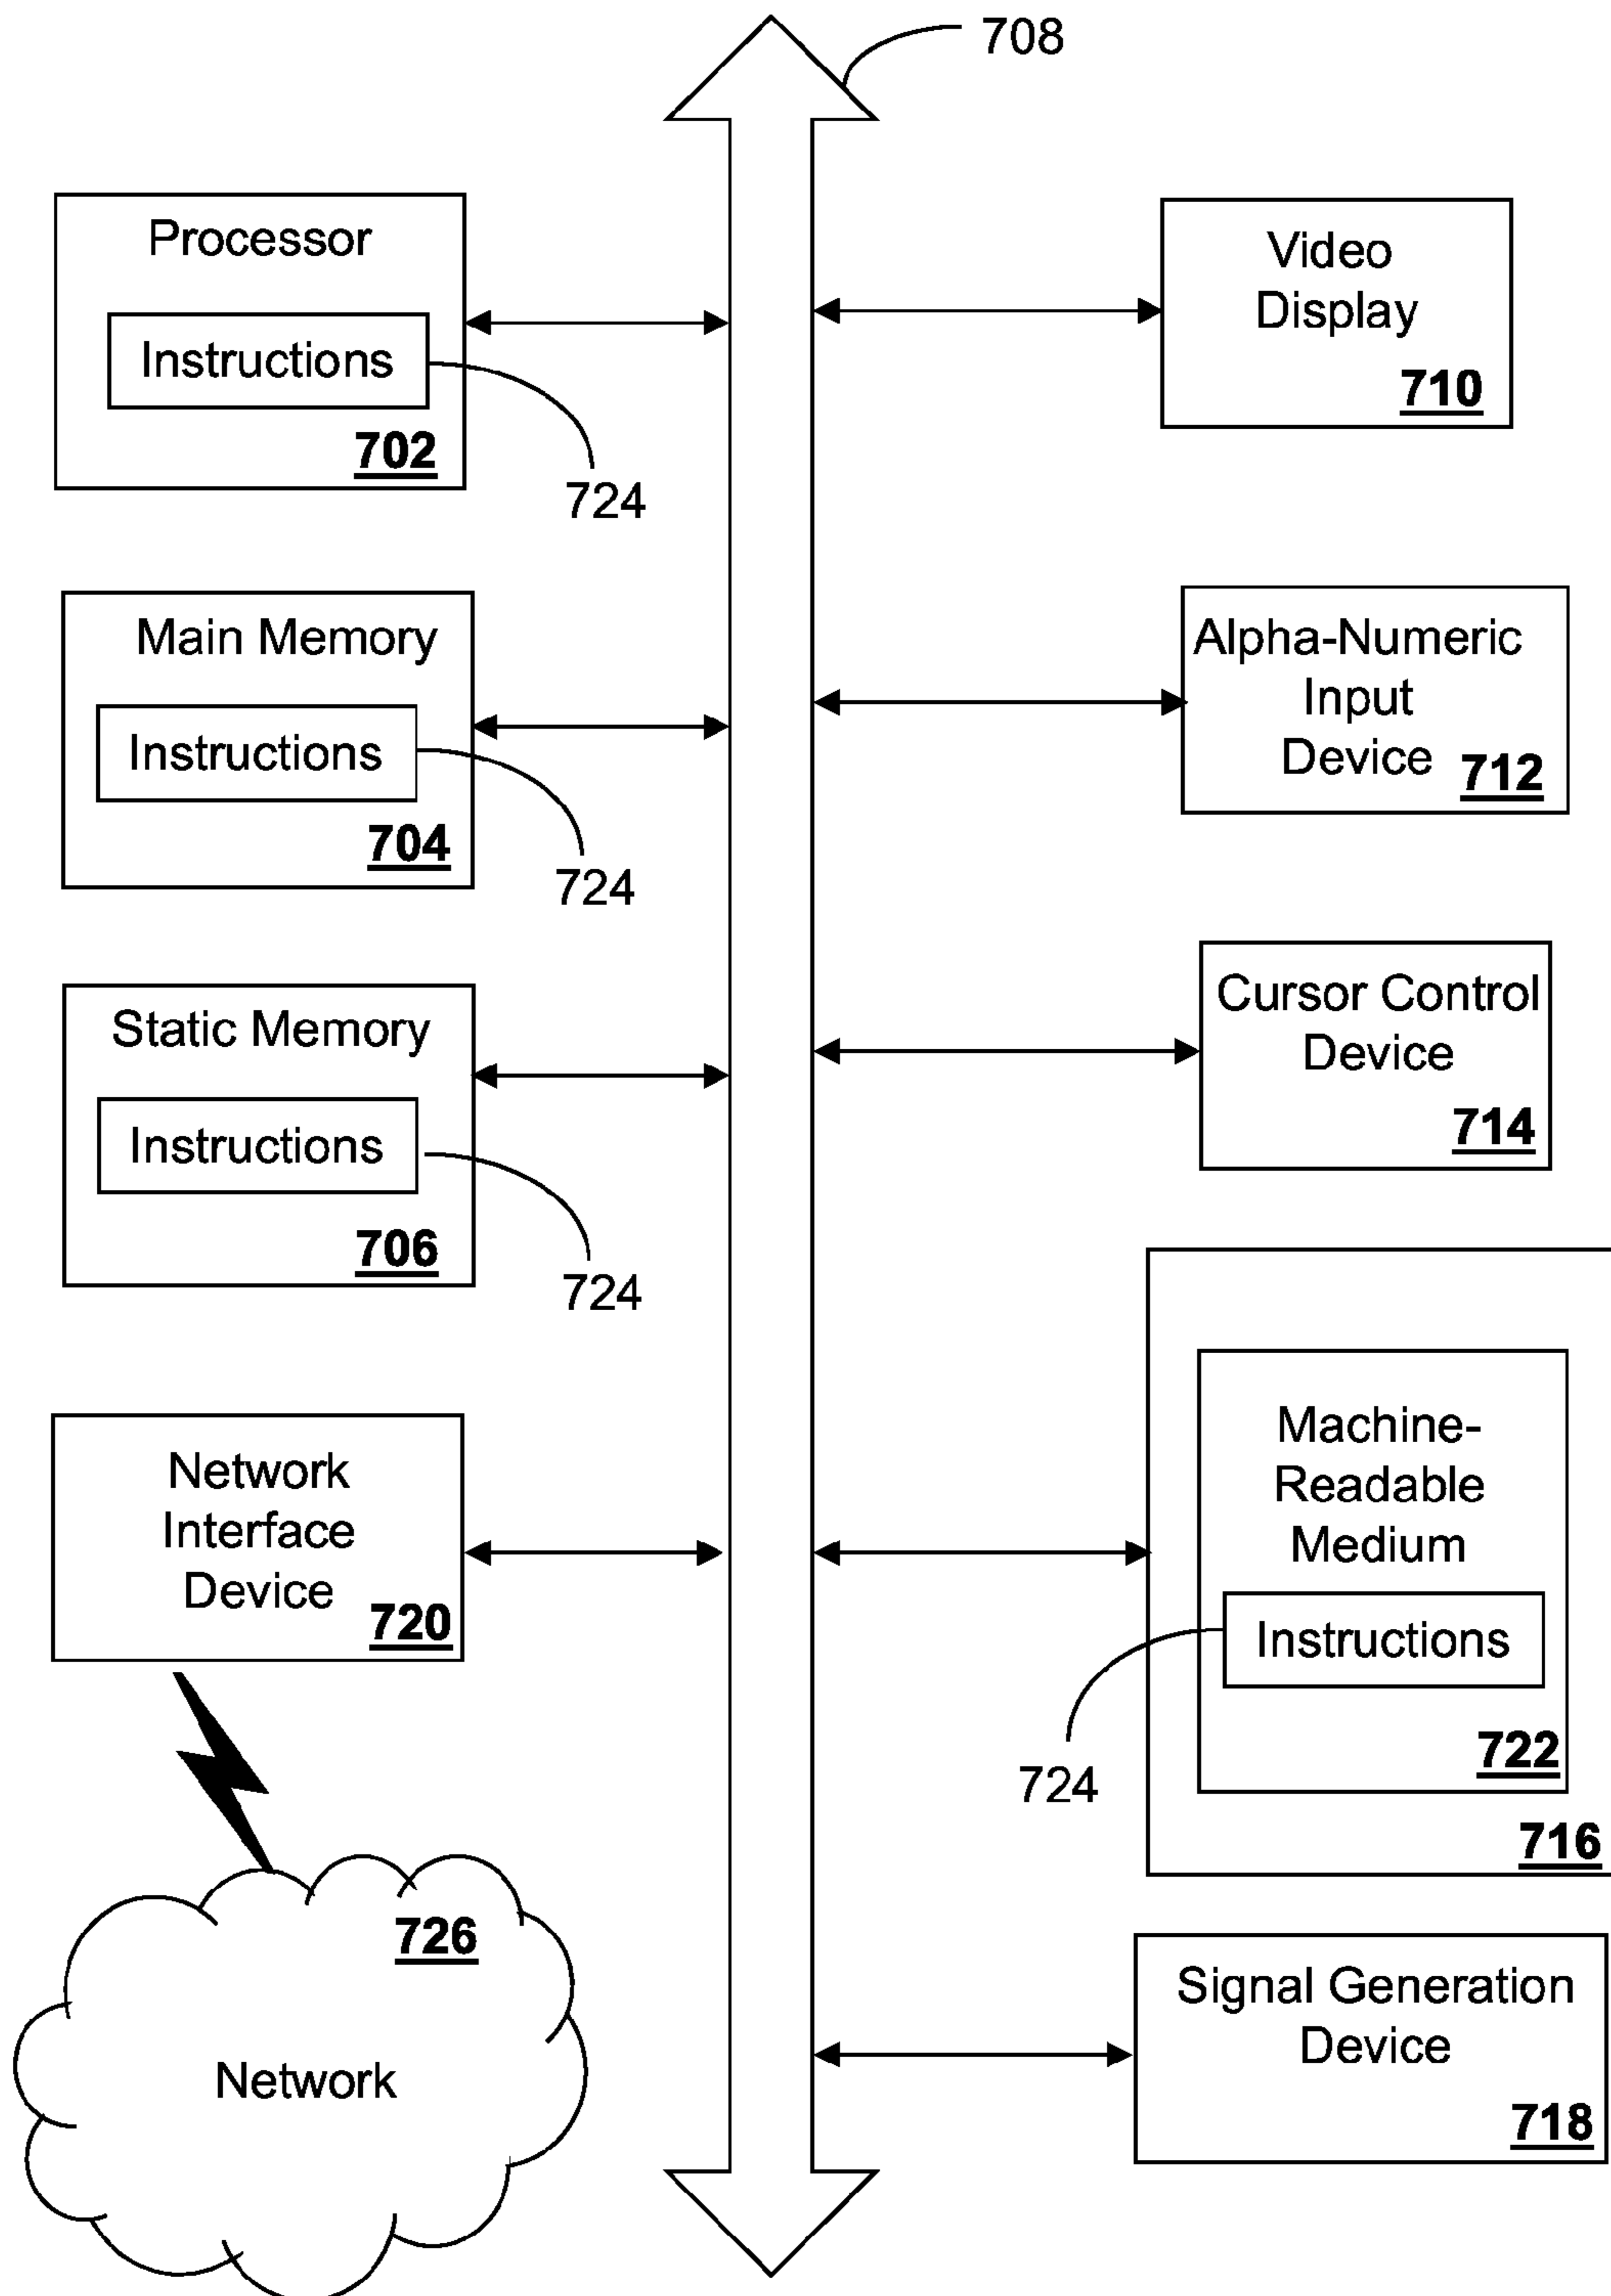 708
Processor
Instructions
702
724
Main Memory
Instructions
704
724
Static Memory
Instructions
706
724
Network
Interface
Device
720
726
Network
Video
Display
710
Alpha-Numeric
Input
Device
712
Cursor Control
Device
714
Machine-
Readable
Medium
Instructions
722
724
716
Signal Generation
Device
718